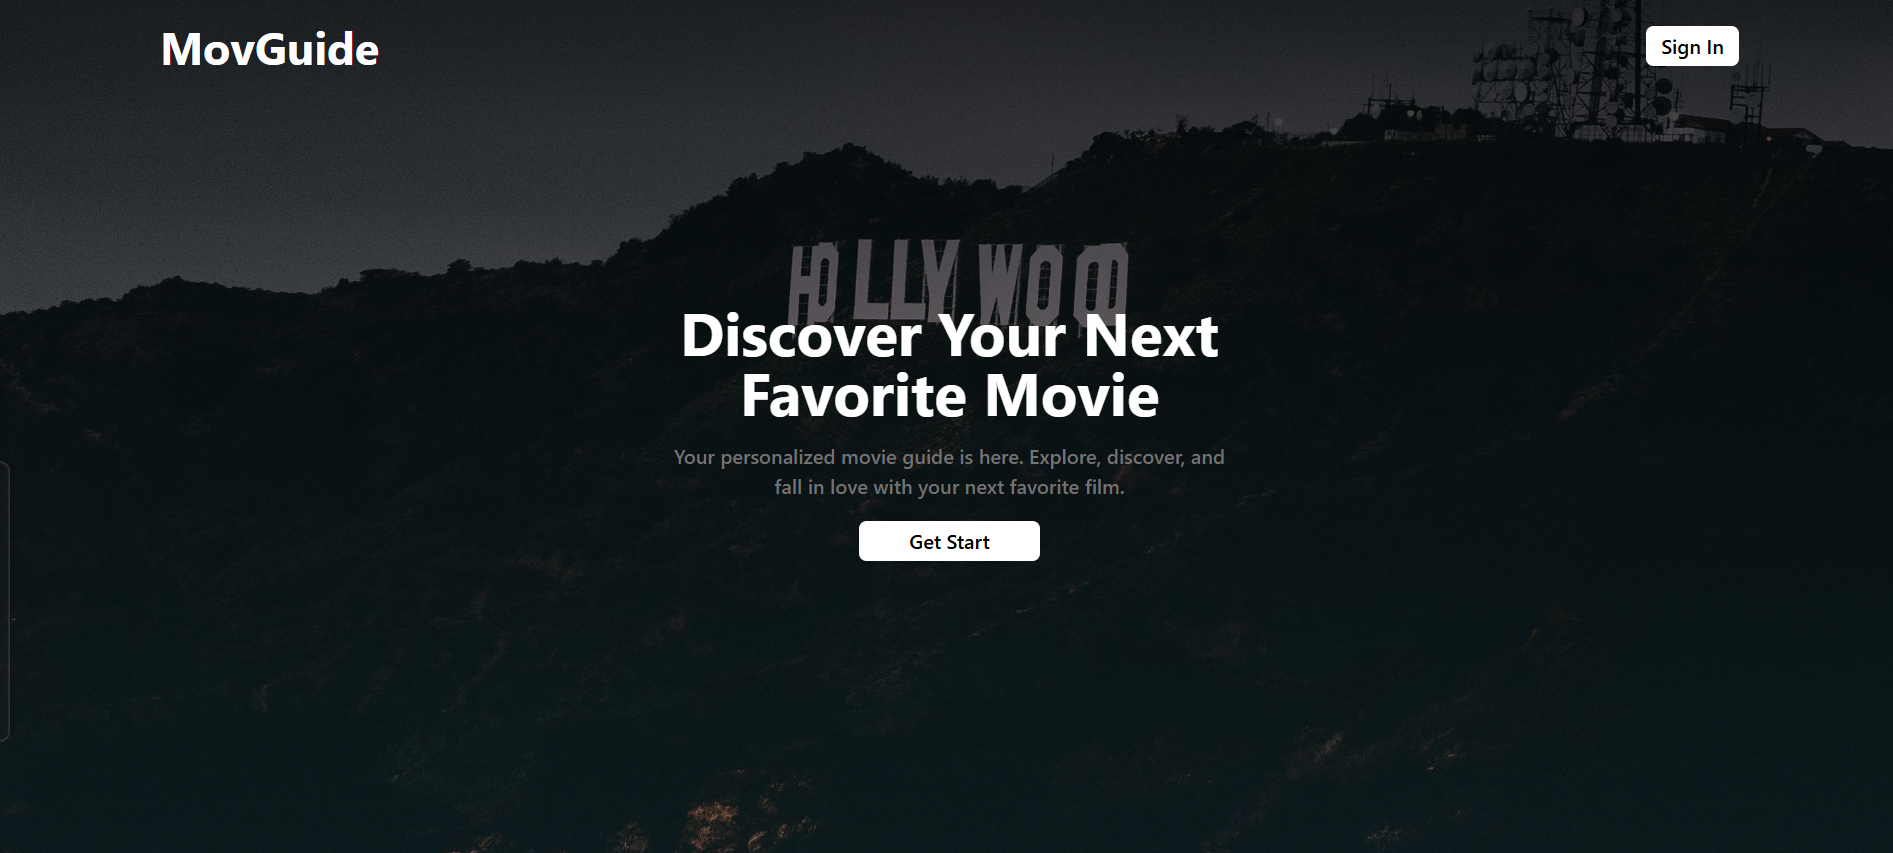 MovGuide
Sign In
HOLLYWOOD
Discover Your Next
Favorite Movie
Your personalized movie guide is here. Explore, discover, and
fall in love with your next favorite film.
Get Start